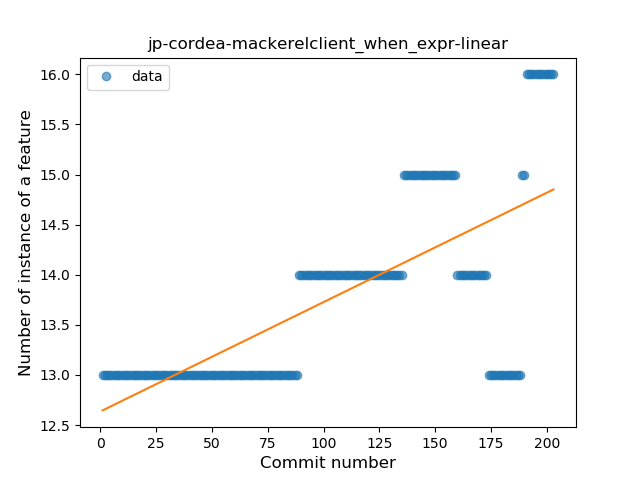 jp-cordea-mackerelclient_when_expr-linear
data
Number of instance of a feature
16.0
15.5
15.0
14.5
14.0
13.5
13.0
12.5
0 25 50 75 100 125 150 175 200
Commit number